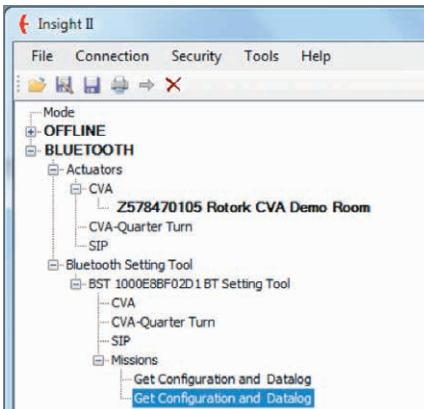 Insight II
File Connection Security Tools Help
Mode
OFFLINE
BLUETOOTH
Actuators
CVA
Z578470105 Rotork CVA Demo Room
CVA-Quarter Turn
SIP
Bluetooth Setting Tool
BST 1000E8BF02D1 BT Setting Tool
CVA
CVA-Quarter Turn
SIP
Missions
Get Configuration and Datalog
Get Configuration and Datalog